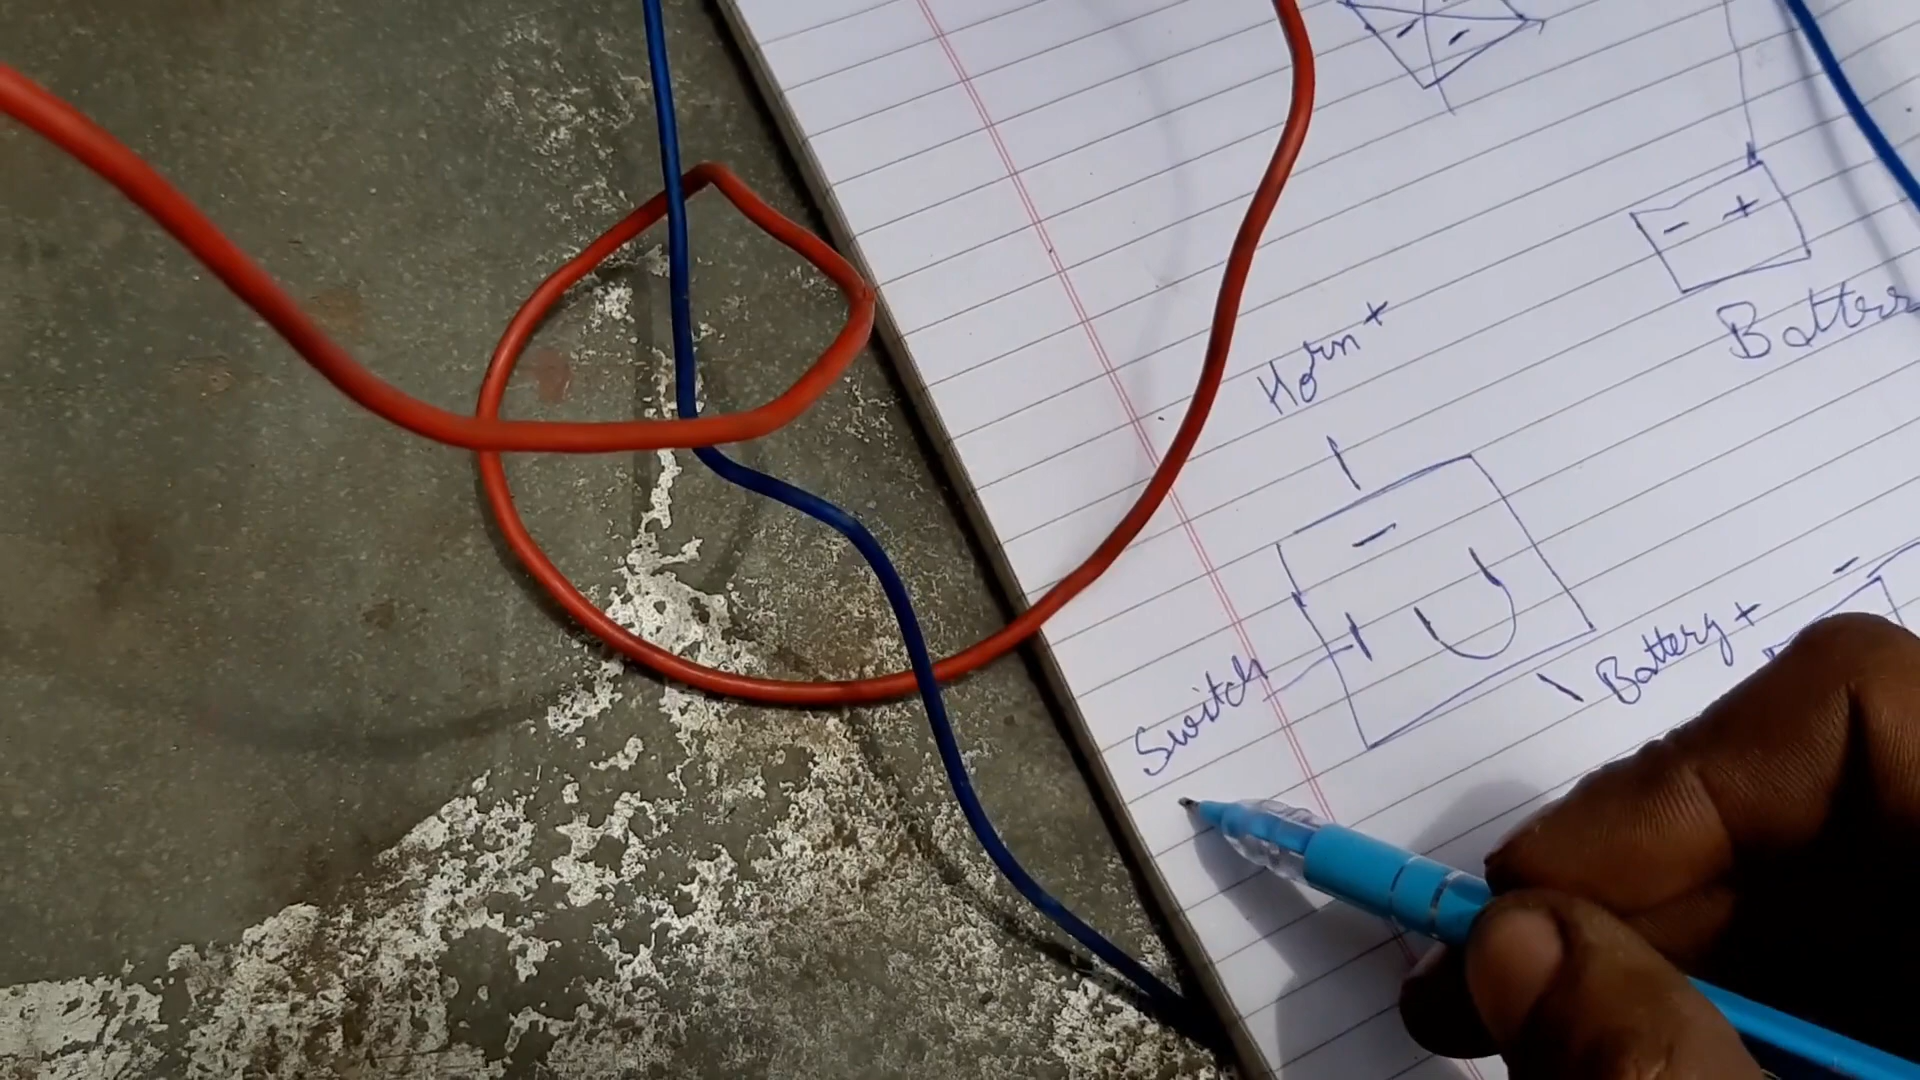 - +
Battery
Horn +
Switch
Battery +